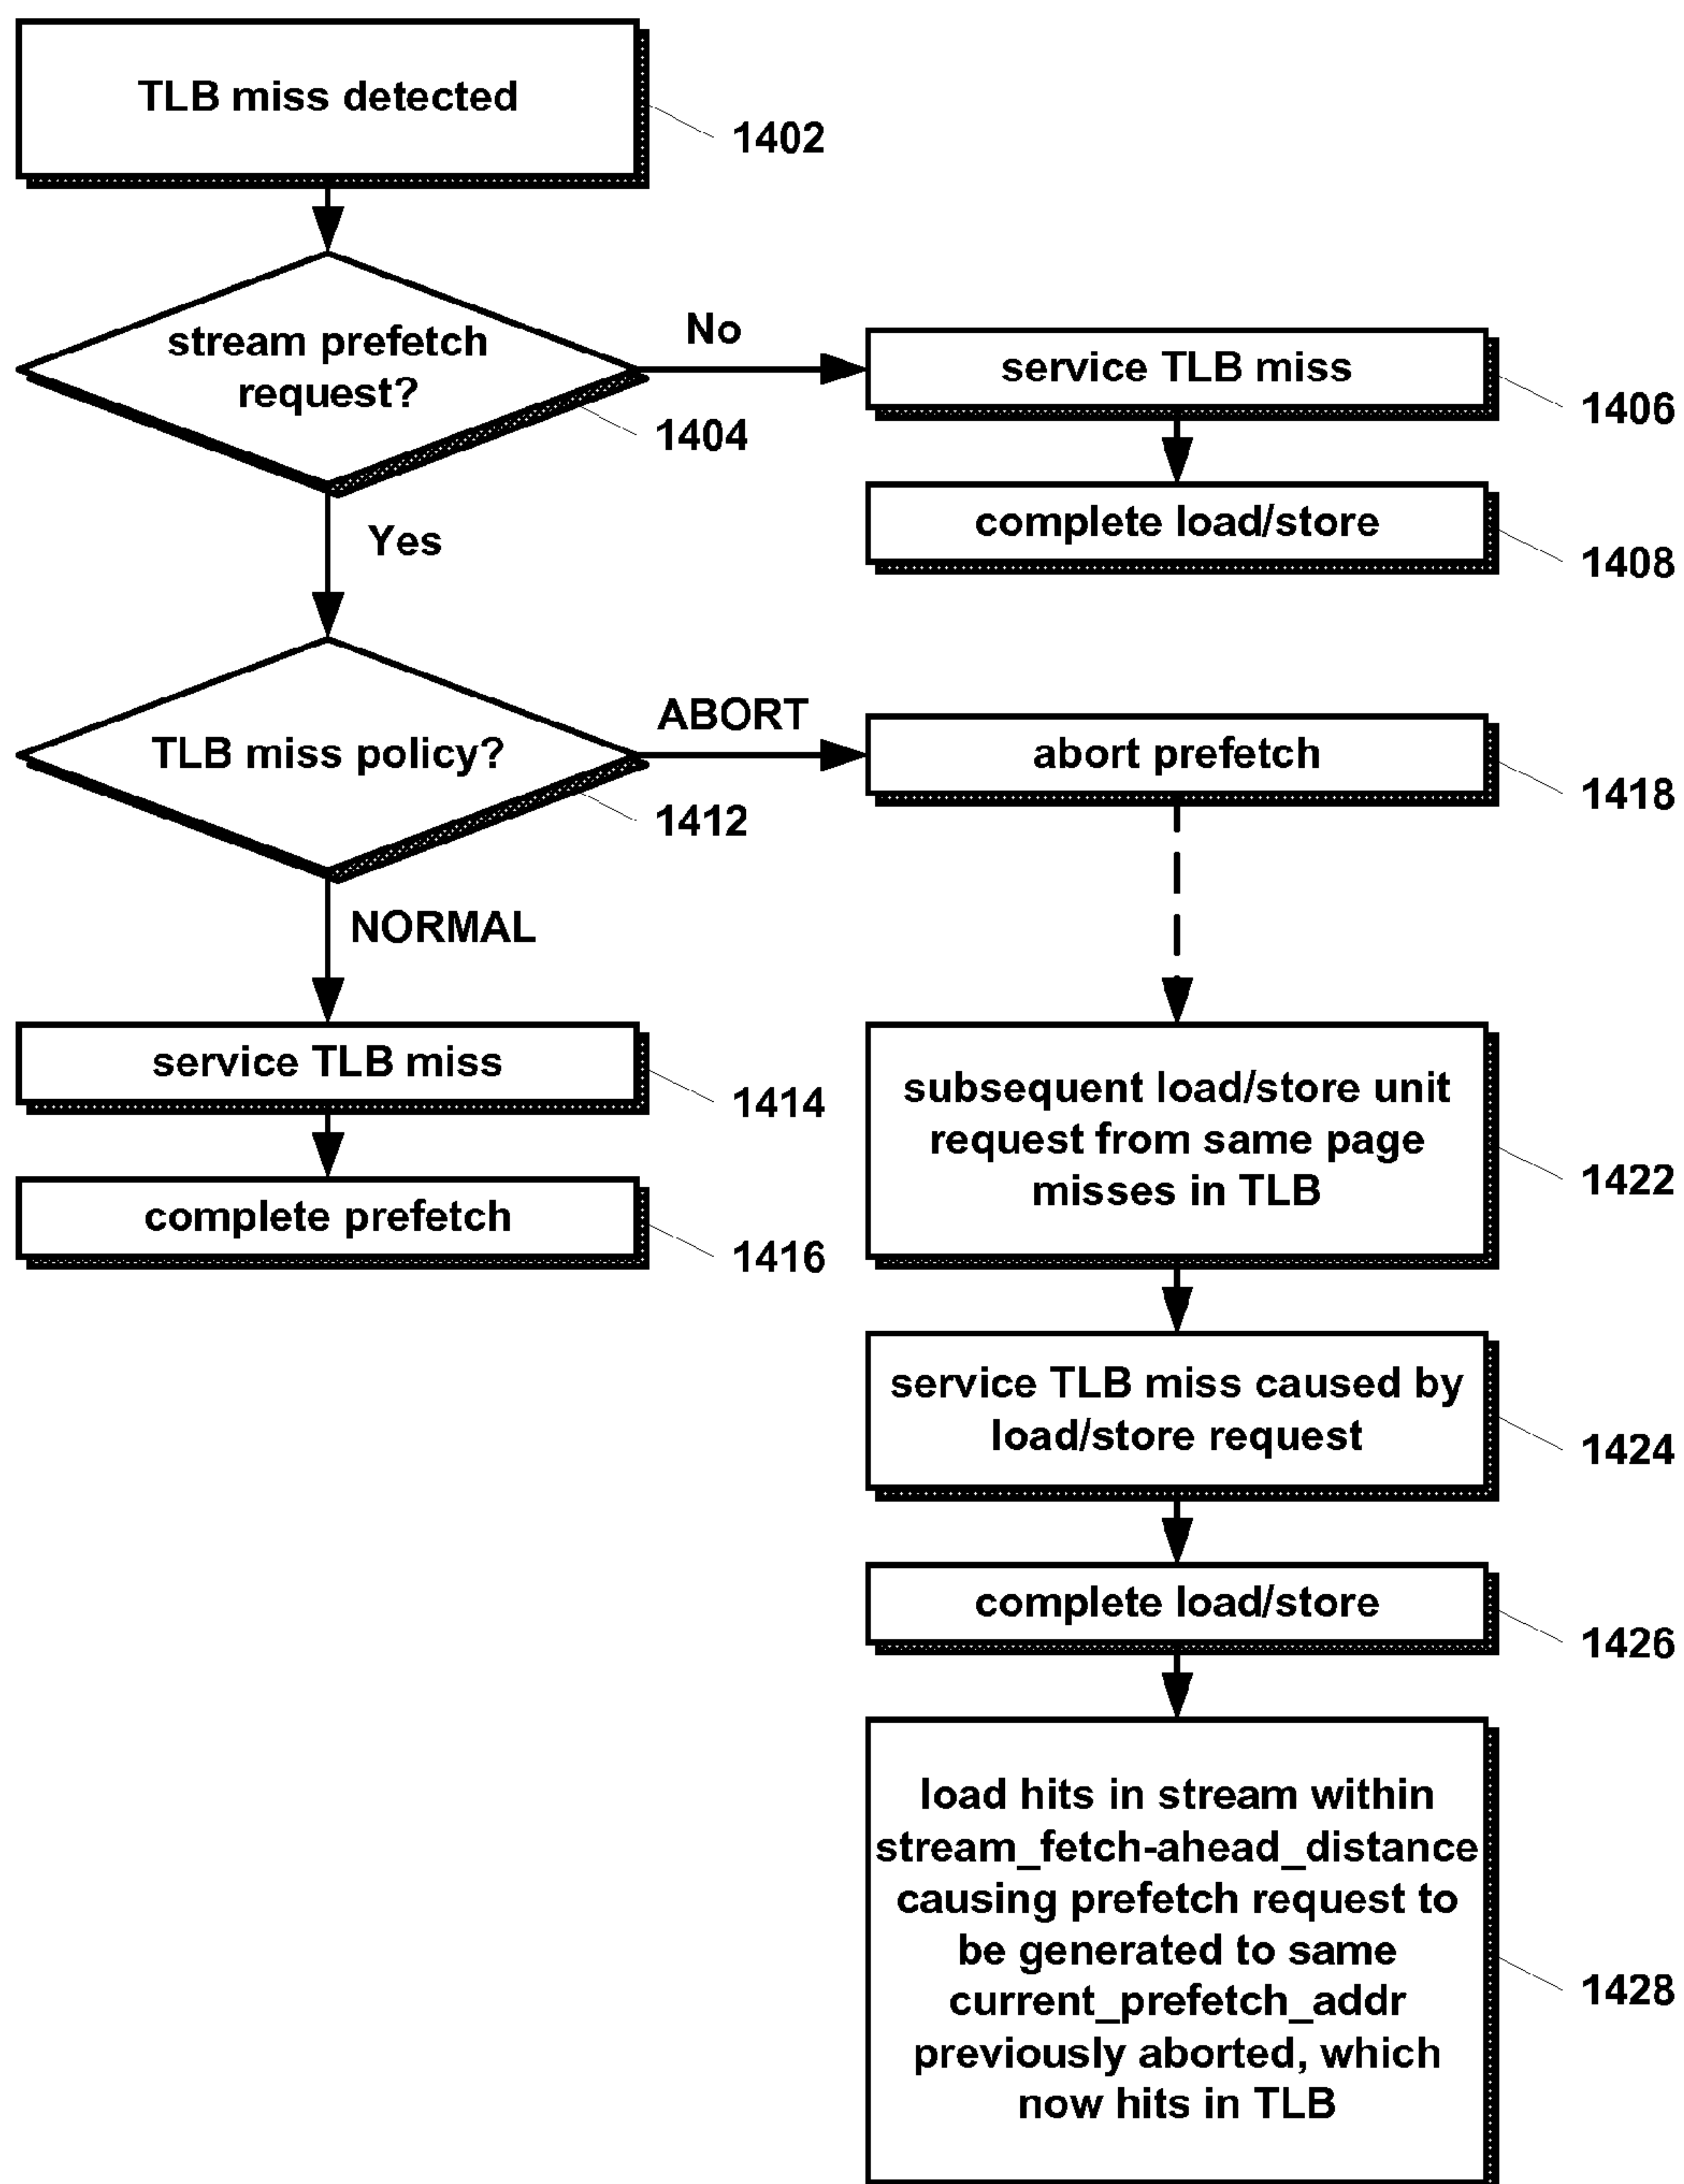 TLB miss detected
1402
stream prefetch
request?
1404
No
service TLB miss
1406
complete load/store
1408
Yes
TLB miss policy?
1412
ABORT
abort prefetch
1418
NORMAL
service TLB miss
1414
complete prefetch
1416
subsequent load/store unit
request from same page
misses in TLB
1422
service TLB miss caused by
load/store request
1424
complete load/store
1426
load hits in stream within
stream_fetch-ahead_distance
causing prefetch request to
be generated to same
current_prefetch_addr
previously aborted, which
now hits in TLB
1428